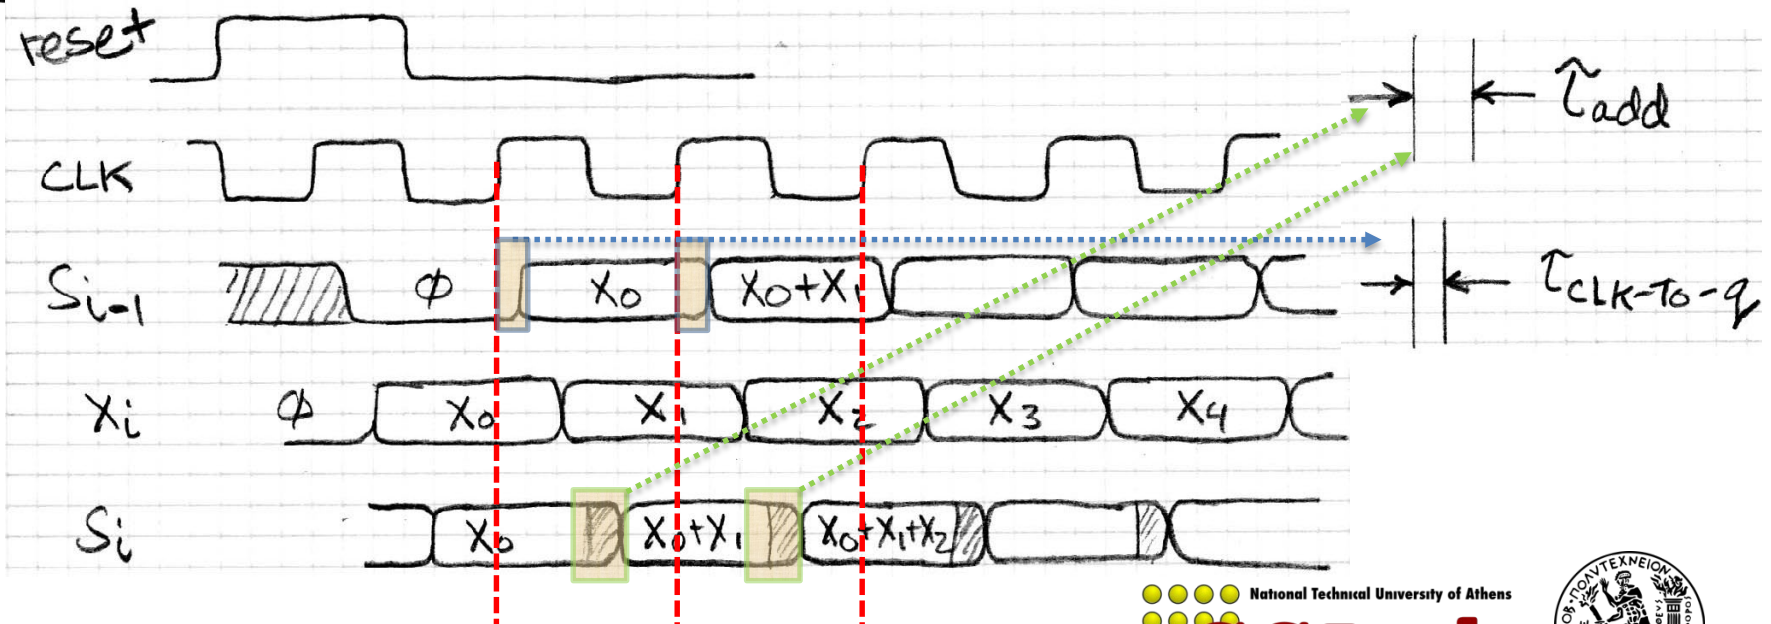 reset
τadd
CLK
Si-1 ϕ X0 X0+X1 τCLK-TO-q
Xi ϕ X0 X1 X2 X3 X4
Si X0 X0+X1 X0+X1+X2
National Technical University of Athens